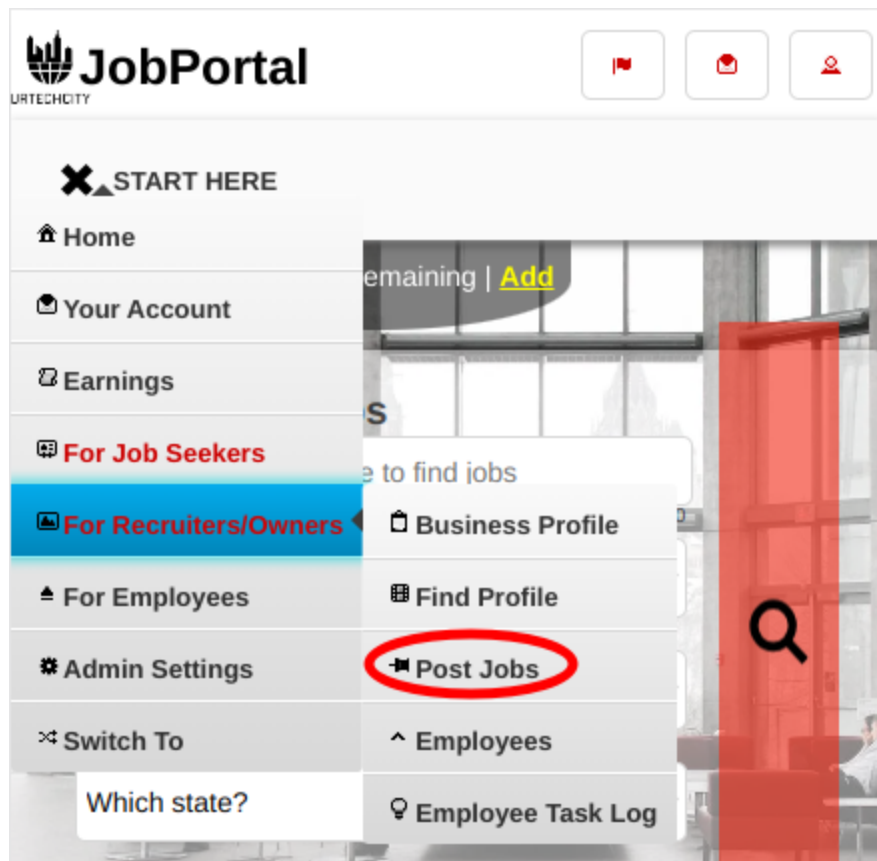 JobPortal
URTECHCITY
START HERE
Home
emaining | Add
Your Account
Earnings
s
For Job Seekers
e to find jobs
For Recruiters/Owners
Business Profile
For Employees
Find Profile
Admin Settings
Post Jobs
Switch To
Employees
Which state?
Employee Task Log